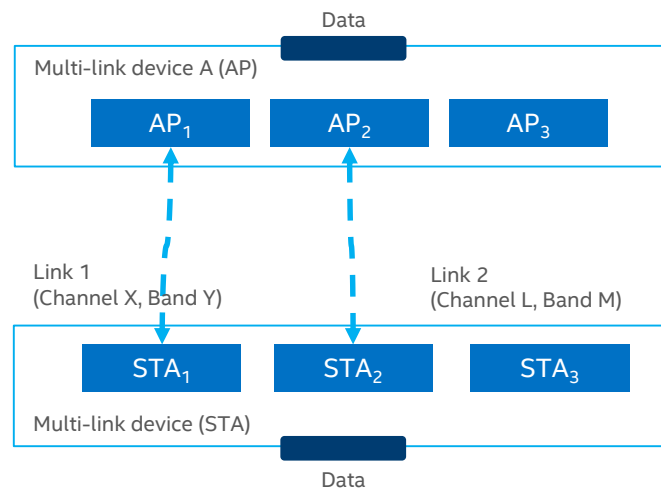 Data
Multi-link device A (AP)
AP₁ AP₂ AP₃
Link 1
(Channel X, Band Y)
Link 2
(Channel L, Band M)
STA₁ STA₂ STA₃
Multi-link device (STA)
Data